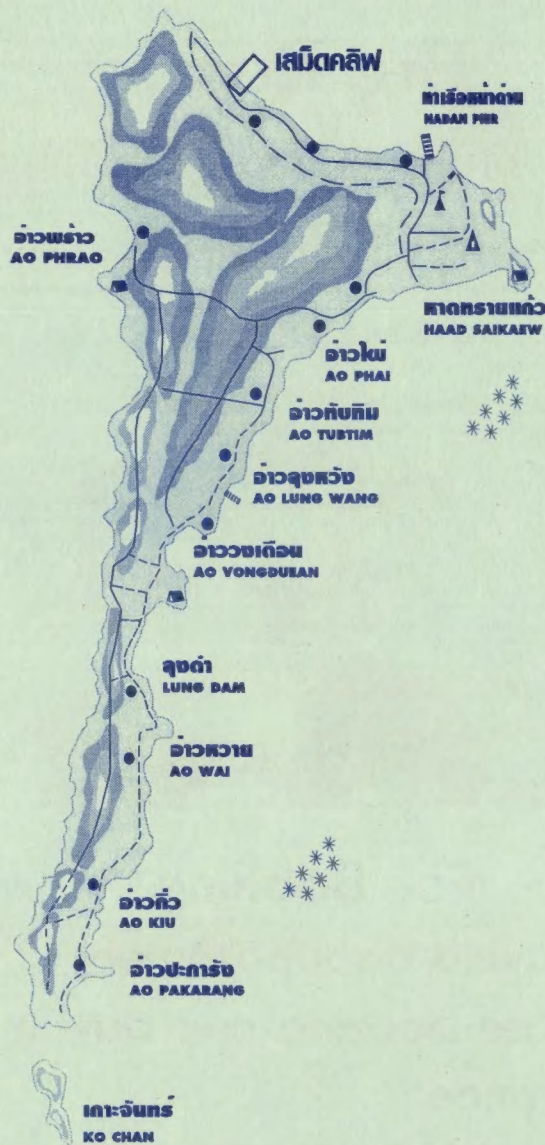 เสม็ดคลิฟ
ท่าเรือหน้าด่าน
NADAN PIER
อ่าวพร้าว
AO PHRAO
หาดทรายแก้ว
HAAD SAIKAEW
อ่าวไผ่
AO PHAI
อ่าวทับทิม
AO TUBTIM
อ่าวลุงหวัง
AO LUNG WANG
อ่าววงเดือน
AO VONGDUEAN
ลุงดำ
LUNG DAM
อ่าวหวาย
AO WAI
อ่าวกิ่ว
AO KIU
อ่าวปะการัง
AO PAKARANG
เกาะจันทร์
KO CHAN